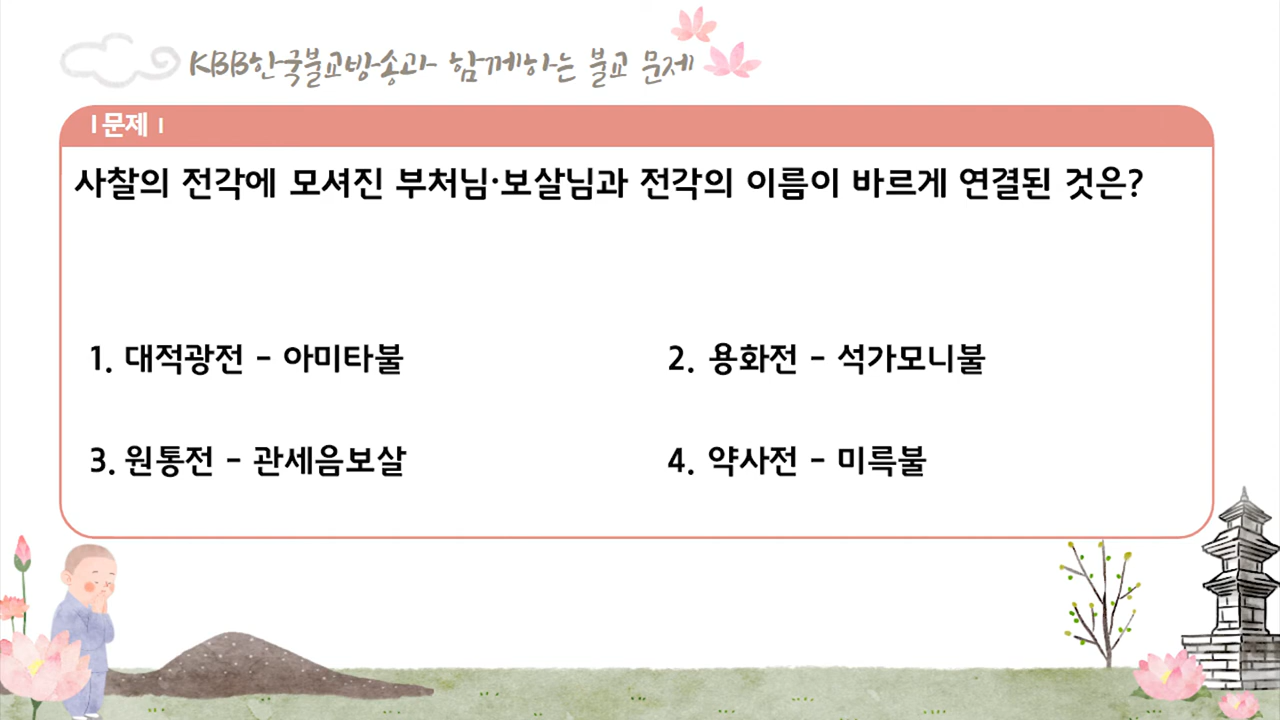 KBB한국불교방송과 함께하는 불교 문제
| 문제 |
사찰의 전각에 모셔진 부처님·보살님과 전각의 이름이 바르게 연결된 것은?
1. 대적광전 - 아미타불
2. 용화전 - 석가모니불
3. 원통전 - 관세음보살
4. 약사전 - 미륵불